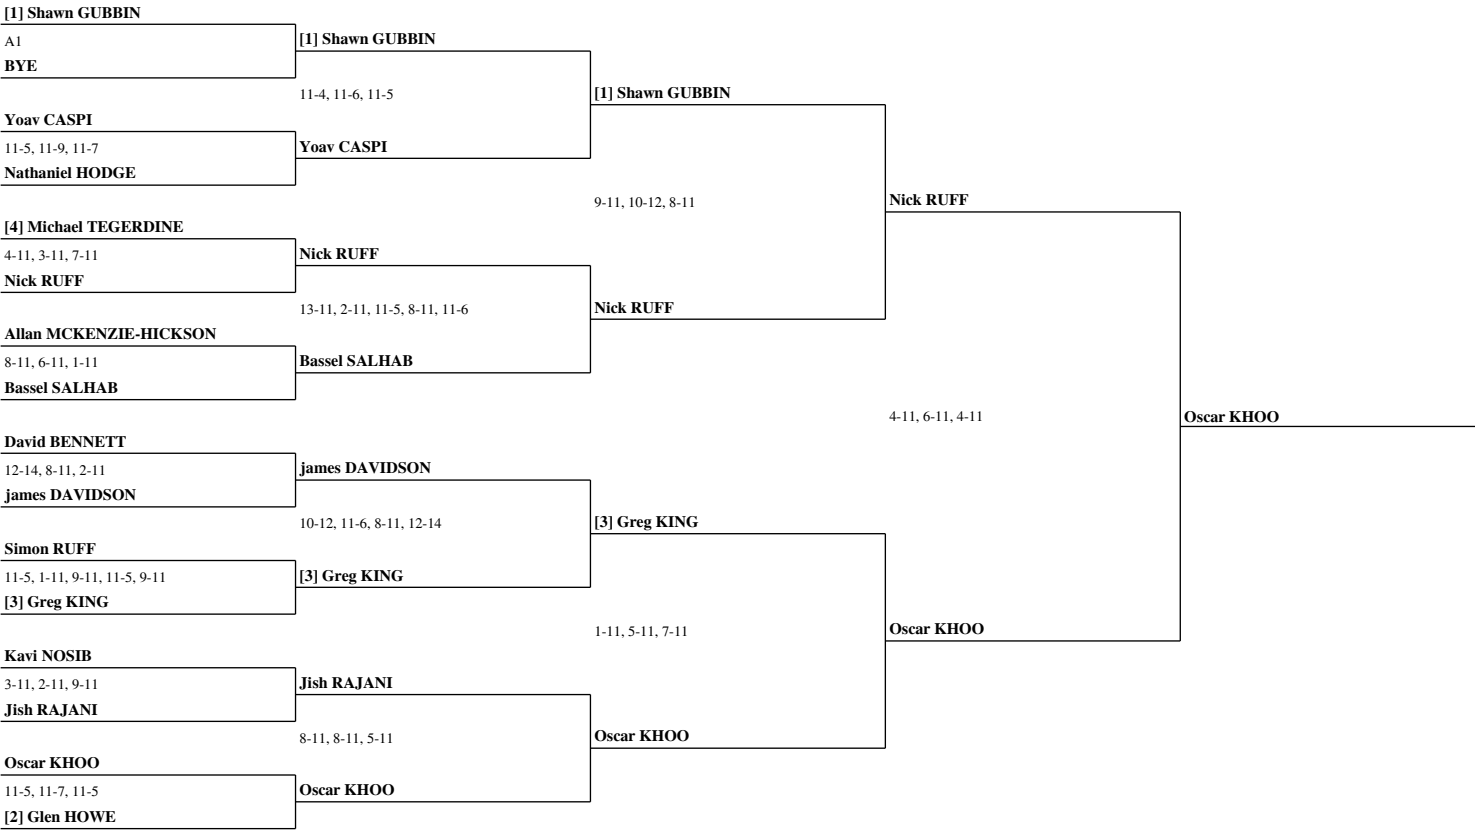 [1] Shawn GUBBIN
A1
BYE
Yoav CASPI
11-5, 11-9, 11-7
Nathaniel HODGE
[4] Michael TEGERDINE
4-11, 3-11, 7-11
Nick RUFF
Allan MCKENZIE-HICKSON
8-11, 6-11, 1-11
Bassel SALHAB
David BENNETT
12-14, 8-11, 2-11
james DAVIDSON
Simon RUFF
11-5, 1-11, 9-11, 11-5, 9-11
[3] Greg KING
Kavi NOSIB
3-11, 2-11, 9-11
Jish RAJANI
Oscar KHOO
11-5, 11-7, 11-5
[2] Glen HOWE
[1] Shawn GUBBIN
11-4, 11-6, 11-5
Yoav CASPI
Nick RUFF
13-11, 2-11, 11-5, 8-11, 11-6
Bassel SALHAB
james DAVIDSON
10-12, 11-6, 8-11, 12-14
[3] Greg KING
Jish RAJANI
8-11, 8-11, 5-11
Oscar KHOO
[1] Shawn GUBBIN
9-11, 10-12, 8-11
Nick RUFF
[3] Greg KING
1-11, 5-11, 7-11
Oscar KHOO
Nick RUFF
4-11, 6-11, 4-11
Oscar KHOO
Oscar KHOO